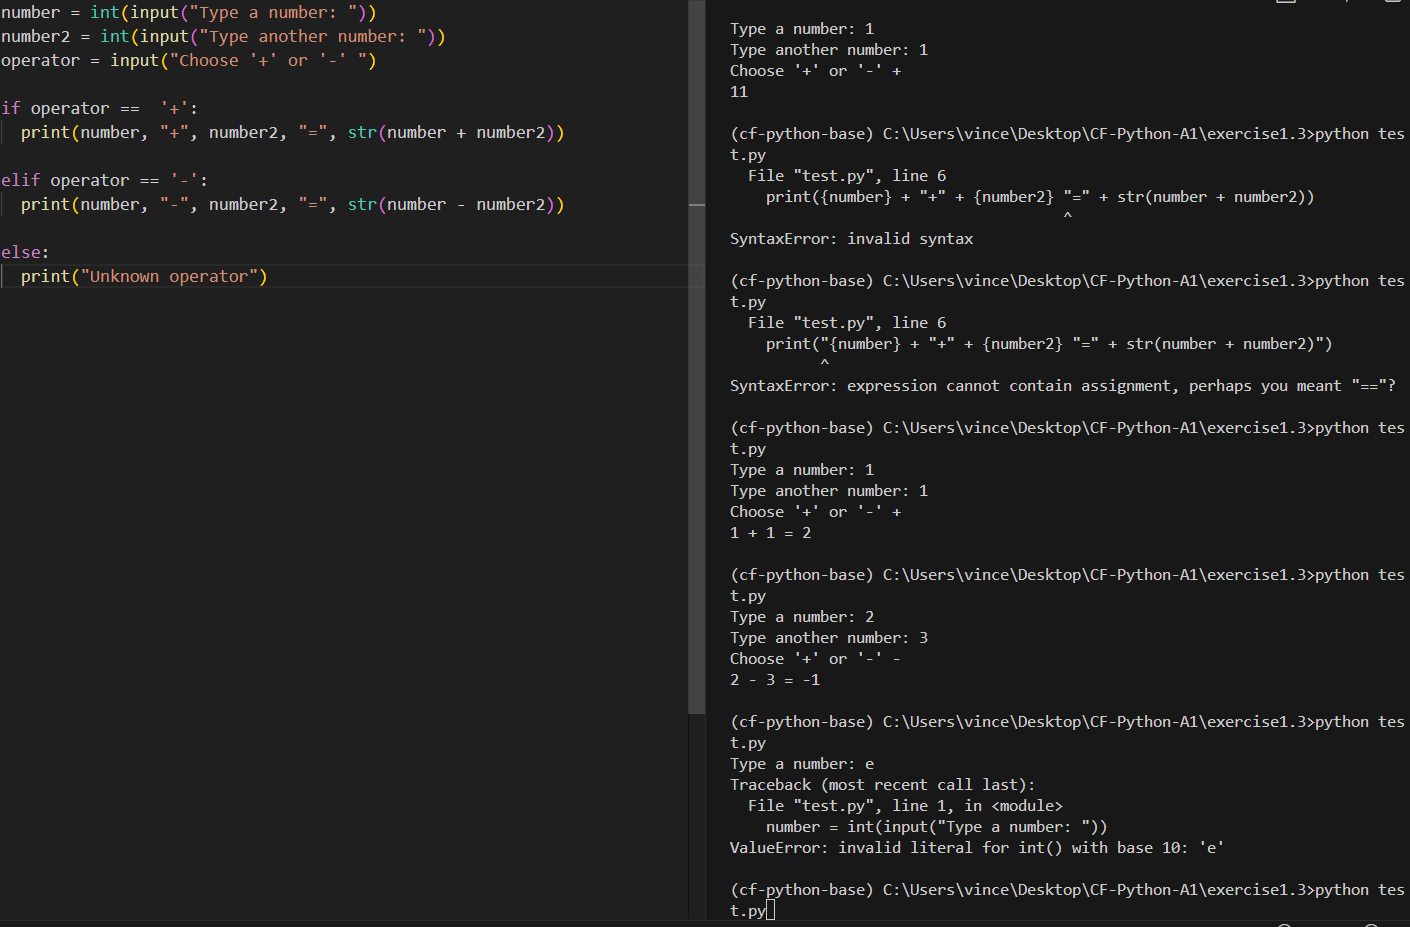 number = int(input("Type a number: "))
number2 = int(input("Type another number: "))
operator = input("Choose '+' or '-' ")
if operator ==  '+':
  print(number, "+", number2, "=", str(number + number2))
elif operator == '-':
  print(number, "-", number2, "=", str(number - number2))
else:
  print("Unknown operator")
Type a number: 1
Type another number: 1
Choose '+' or '-' +
11
(cf-python-base) C:\Users\vince\Desktop\CF-Python-A1\exercise1.3>python tes
t.py
  File "test.py", line 6
    print({number} + "+" + {number2} "=" + str(number + number2))
                                     ^
SyntaxError: invalid syntax
(cf-python-base) C:\Users\vince\Desktop\CF-Python-A1\exercise1.3>python tes
t.py
  File "test.py", line 6
    print("{number} + "+" + {number2} "=" + str(number + number2)")
          ^
SyntaxError: expression cannot contain assignment, perhaps you meant "=="?
(cf-python-base) C:\Users\vince\Desktop\CF-Python-A1\exercise1.3>python tes
t.py
Type a number: 1
Type another number: 1
Choose '+' or '-' +
1 + 1 = 2
(cf-python-base) C:\Users\vince\Desktop\CF-Python-A1\exercise1.3>python tes
t.py
Type a number: 2
Type another number: 3
Choose '+' or '-' -
2 - 3 = -1
(cf-python-base) C:\Users\vince\Desktop\CF-Python-A1\exercise1.3>python tes
t.py
Type a number: e
Traceback (most recent call last):
  File "test.py", line 1, in <module>
    number = int(input("Type a number: "))
ValueError: invalid literal for int() with base 10: 'e'
(cf-python-base) C:\Users\vince\Desktop\CF-Python-A1\exercise1.3>python tes
t.py